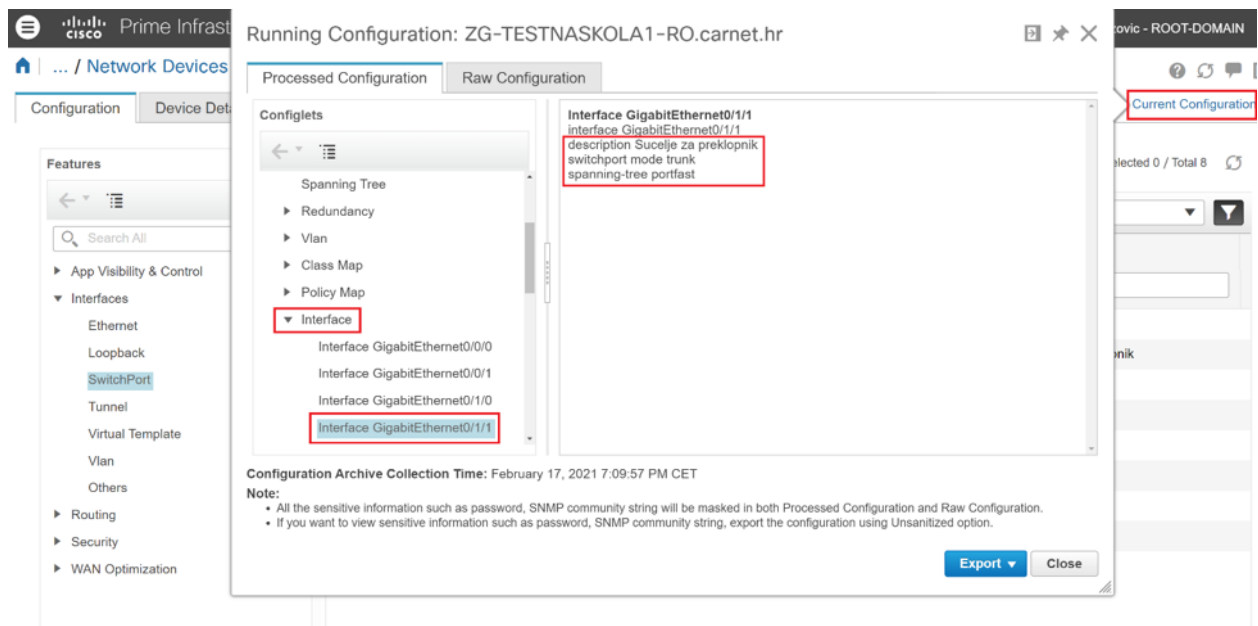 cisco Prime Infrast
ovic - ROOT-DOMAIN
... / Network Devices
Configuration
Device Det
Current Configuration
elected 0 / Total 8
Features
Search All
App Visibility & Control
Interfaces
Ethernet
Loopback
SwitchPort
Tunnel
Virtual Template
Vlan
Others
Routing
Security
WAN Optimization
pnik
Running Configuration: ZG-TESTNASKOLA1-RO.carnet.hr
Processed Configuration
Raw Configuration
Configlets
Spanning Tree
Redundancy
Vlan
Class Map
Policy Map
Interface
Interface GigabitEthernet0/0/0
Interface GigabitEthernet0/0/1
Interface GigabitEthernet0/1/0
Interface GigabitEthernet0/1/1
Interface GigabitEthernet0/1/1
interface GigabitEthernet0/1/1
description Sucelje za preklopnik
switchport mode trunk
spanning-tree portfast
Configuration Archive Collection Time: February 17, 2021 7:09:57 PM CET
Note:
• All the sensitive information such as password, SNMP community string will be masked in both Processed Configuration and Raw Configuration.
• If you want to view sensitive information such as password, SNMP community string, export the configuration using Unsanitized option.
Export
Close